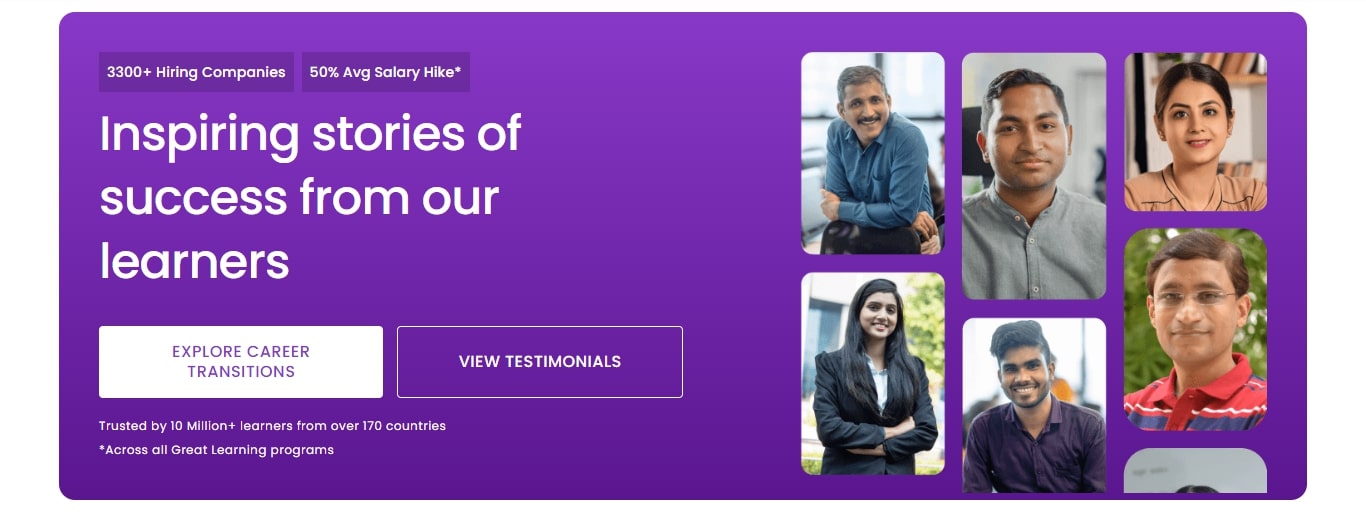 3300+ Hiring Companies
50% Avg Salary Hike*
Inspiring stories of
success from our
learners
EXPLORE CAREER
TRANSITIONS
VIEW TESTIMONIALS
Trusted by 10 Million+ learners from over 170 countries
*Across all Great Learning programs